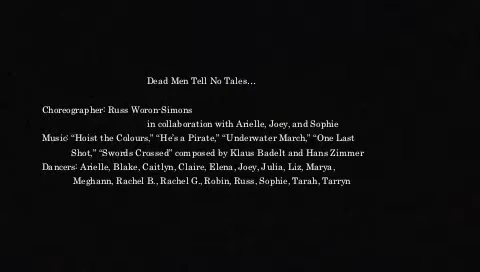 Dead Men Tell No Tales...
Choreographer: Russ Woron-Simons
in collaboration with Arielle, Joey, and Sophie
Music: “Hoist the Colours,” “He’s a Pirate,” “Underwater March,” “One Last
Shot,” “Swords Crossed” composed by Klaus Badelt and Hans Zimmer
Dancers: Arielle, Blake, Caitlyn, Claire, Elena, Joey, Julia, Liz, Marya,
Meghann, Rachel B., Rachel G., Robin, Russ, Sophie, Tarah, Tarryn